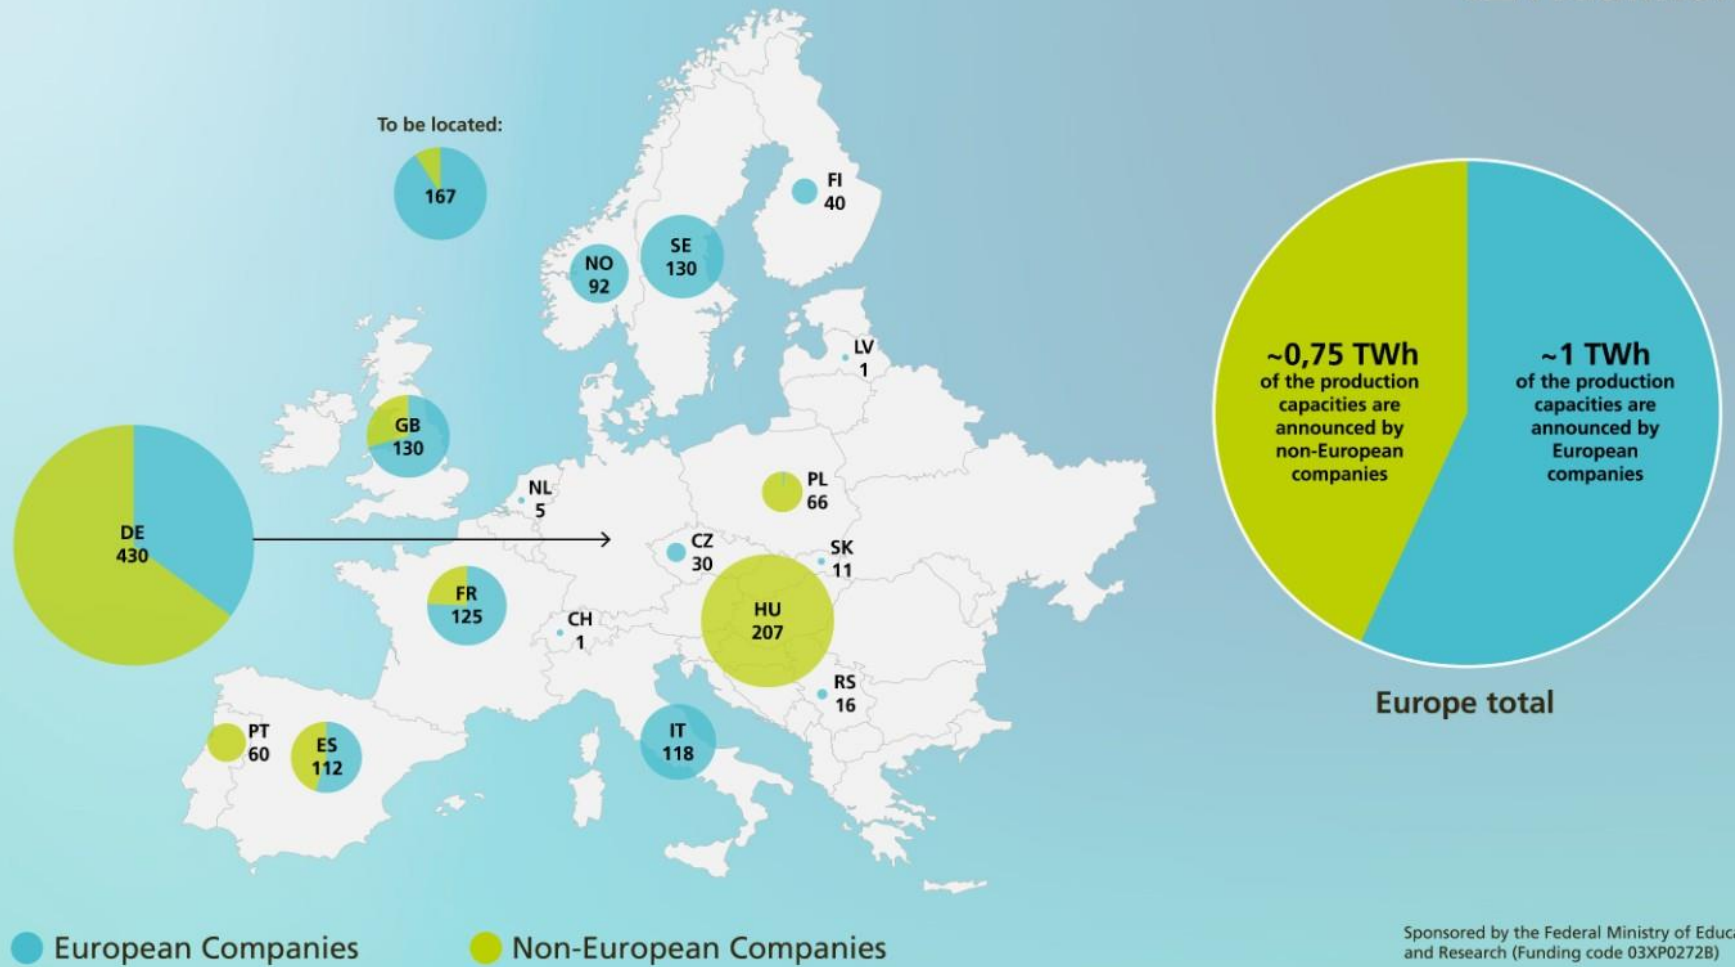 To be located:
167
FI
40
SE
130
NO
92
LV
1
GB
130
NL
5
PL
66
DE
430
CZ
30
SK
11
FR
125
CH
1
HU
207
RS
16
PT
60
ES
112
IT
118
~0,75 TWh
of the production
capacities are
announced by
non-European
companies
~1 TWh
of the production
capacities are
announced by
European
companies
Europe total
European Companies
Non-European Companies
Sponsored by the Federal Ministry of Educa
and Research (Funding code 03XP0272B)